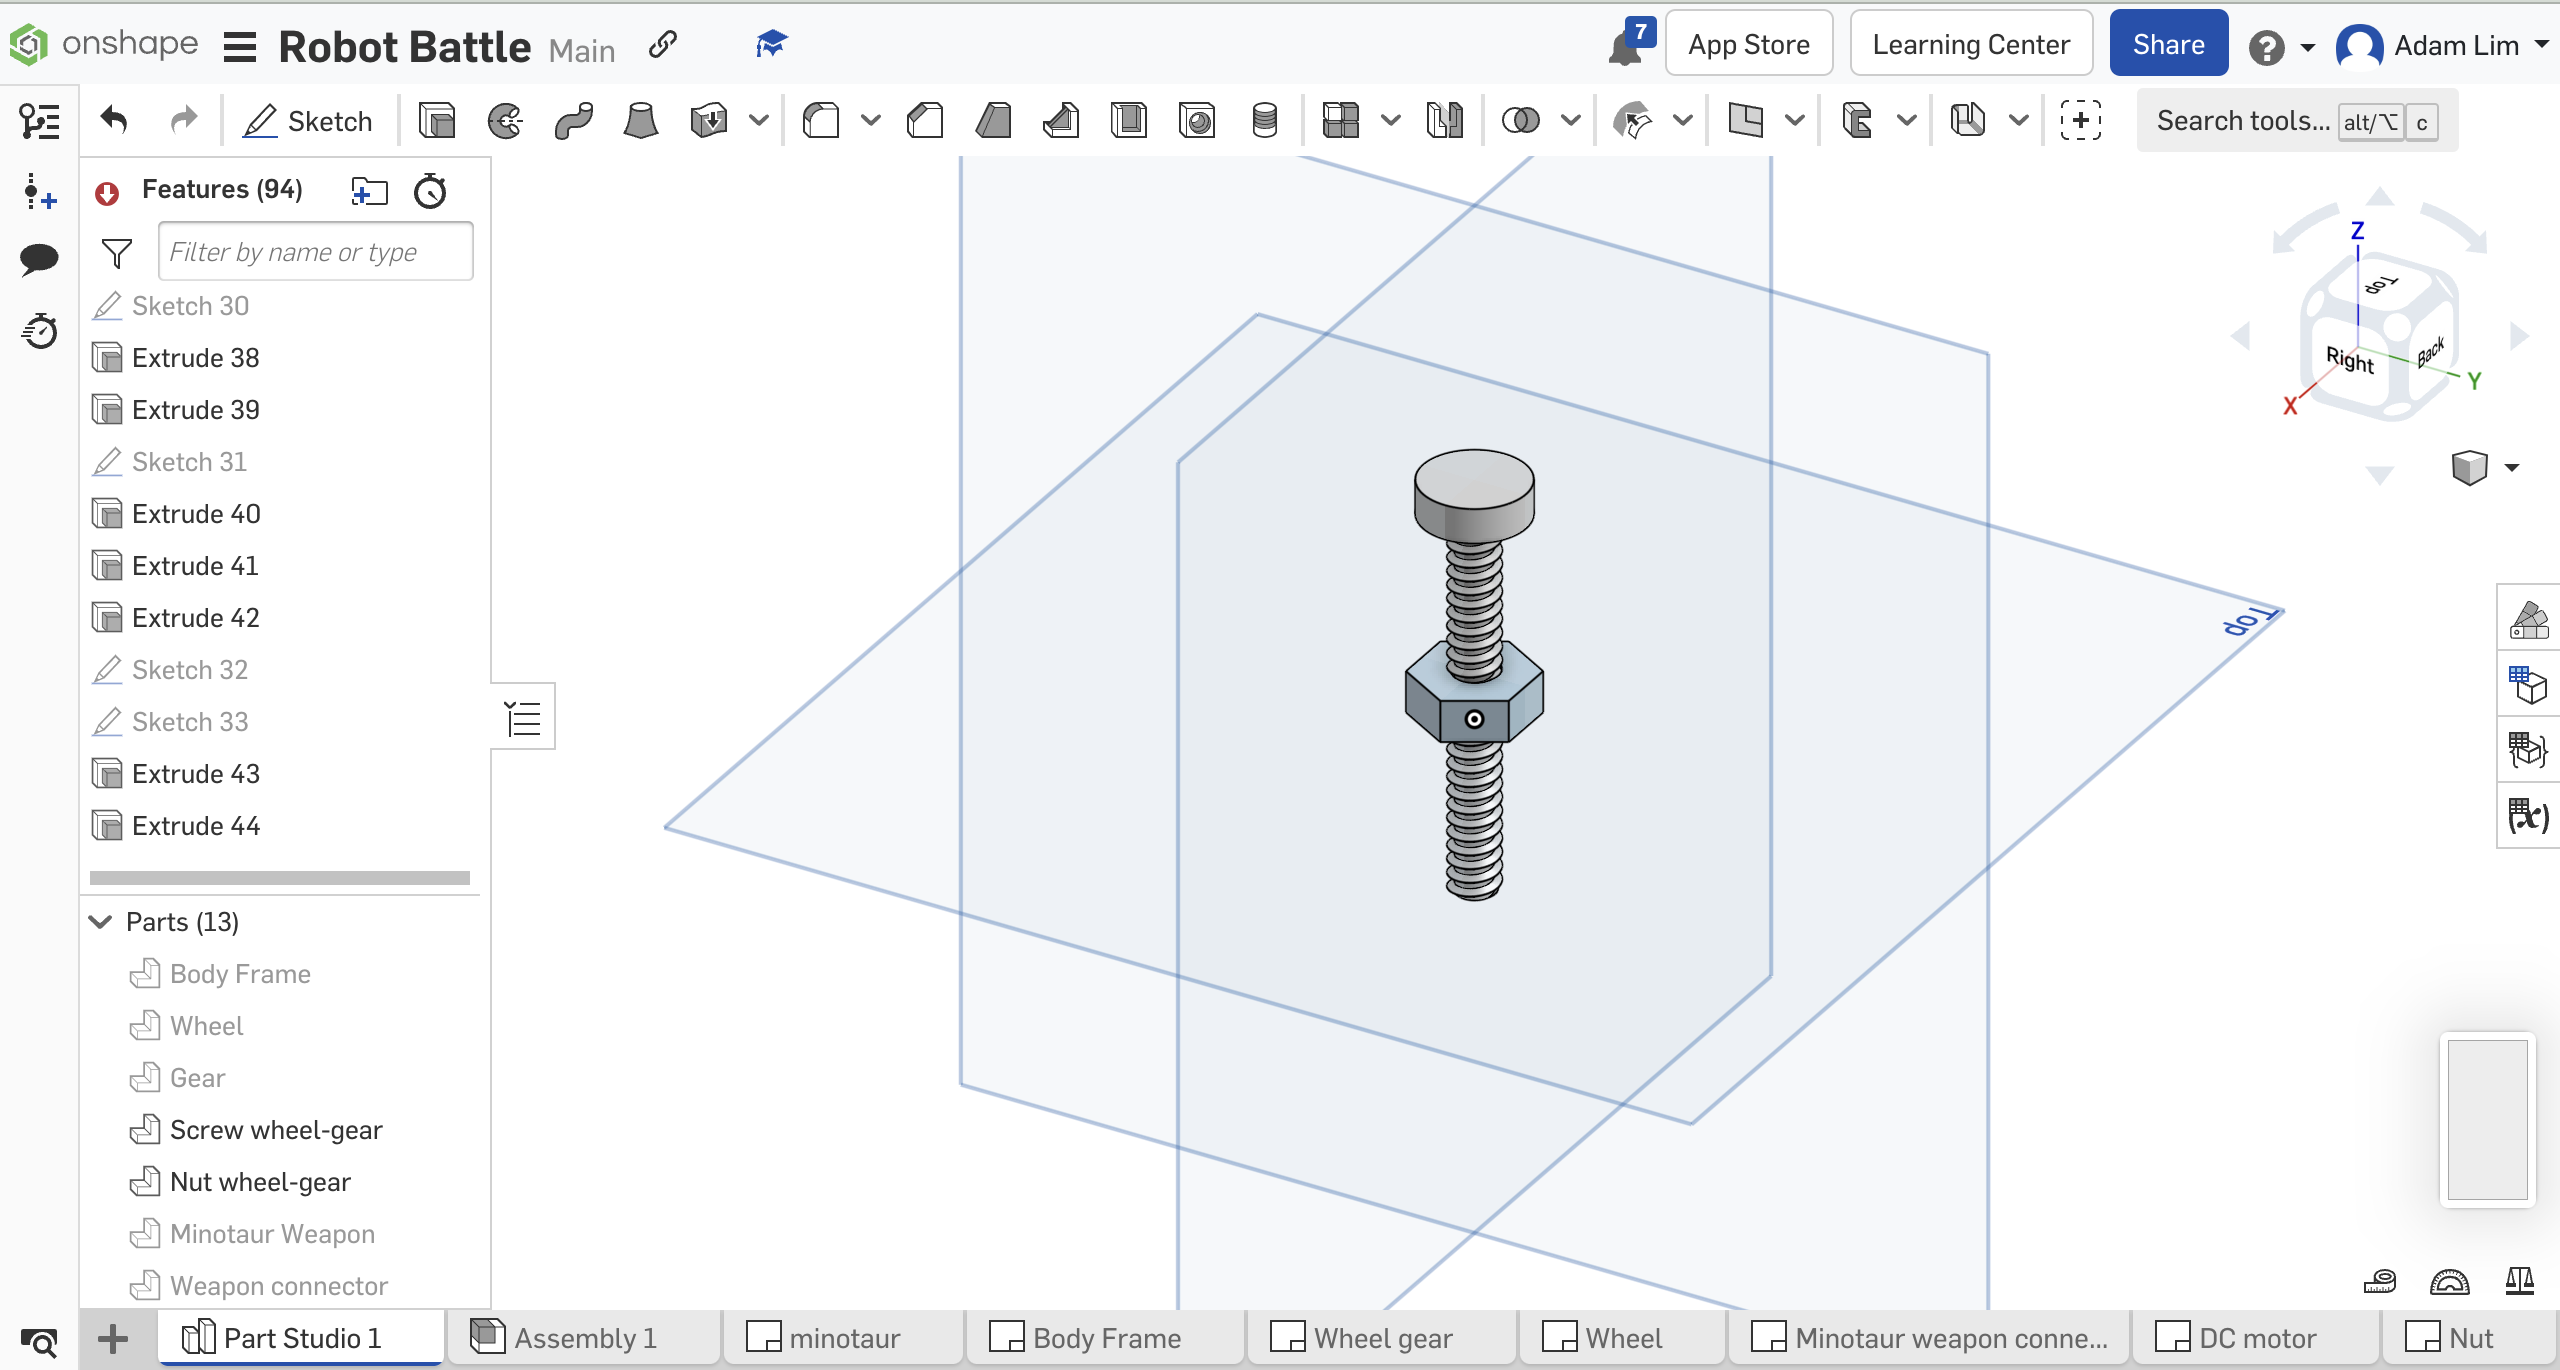 onshape Robot Battle Main 7 App Store Learning Center Share Adam Lim
Sketch Search tools... alt/⌥ c
Features (94)
Filter by name or type
Sketch 30
Extrude 38
Extrude 39
Sketch 31
Extrude 40
Extrude 41
Extrude 42
Sketch 32
Sketch 33
Extrude 43
Extrude 44
Parts (13)
Body Frame
Wheel
Gear
Screw wheel-gear
Nut wheel-gear
Minotaur Weapon
Weapon connector
Top
Z
Top
Right
Back
X
Y
(x)
Part Studio 1 Assembly 1 minotaur Body Frame Wheel gear Wheel Minotaur weapon conne... DC motor Nut